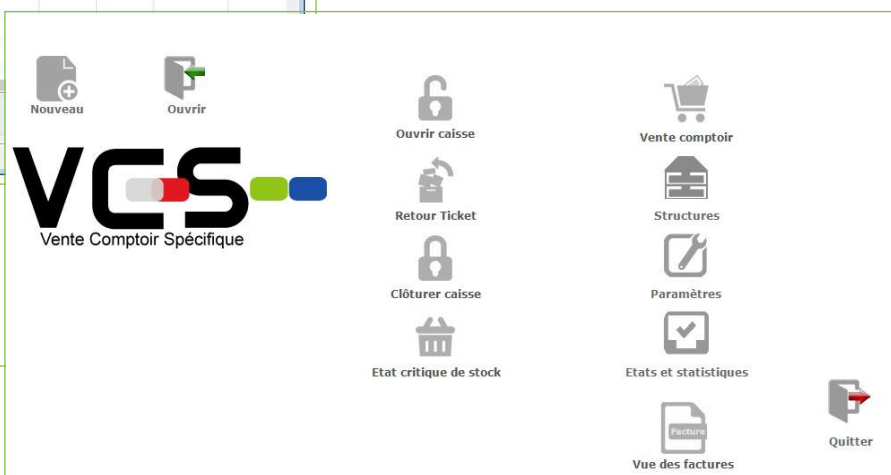 Nouveau
Ouvrir
VCS
Vente Comptoir Spécifique
Ouvrir caisse
Vente comptoir
Retour Ticket
Structures
Clôturer caisse
Paramètres
Etat critique de stock
Etats et statistiques
Facture
Vue des factures
Quitter